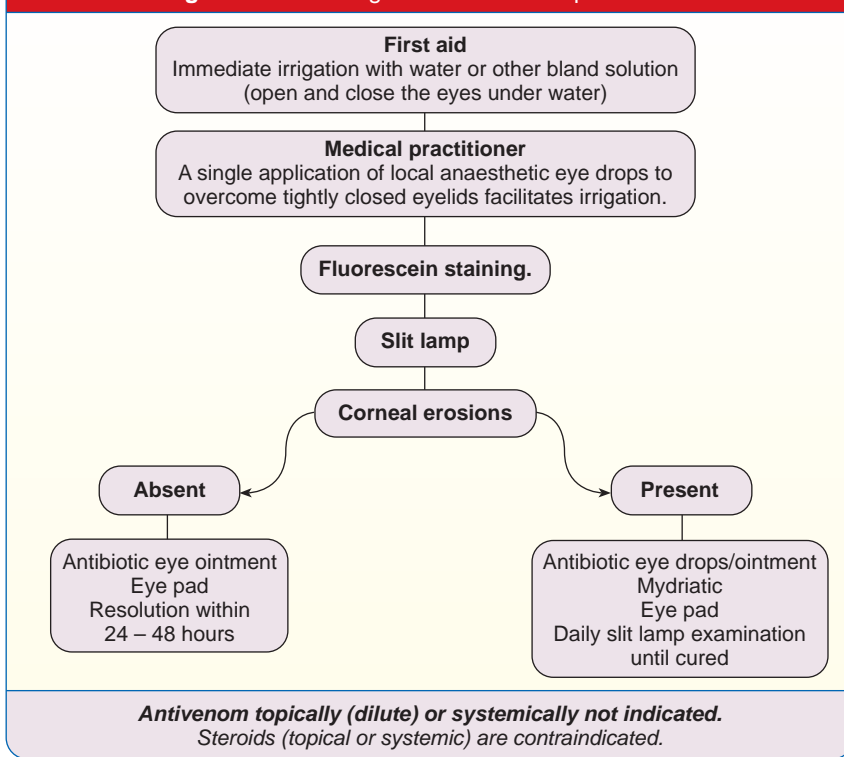 First aid
Immediate irrigation with water or other bland solution
(open and close the eyes under water)
Medical practitioner
A single application of local anaesthetic eye drops to
overcome tightly closed eyelids facilitates irrigation.
Fluorescein staining.
Slit lamp
Corneal erosions
Absent
Present
Antibiotic eye ointment
Eye pad
Resolution within
24 – 48 hours
Antibiotic eye drops/ointment
Mydriatic
Eye pad
Daily slit lamp examination
until cured
Antivenom topically (dilute) or systemically not indicated.
Steroids (topical or systemic) are contraindicated.